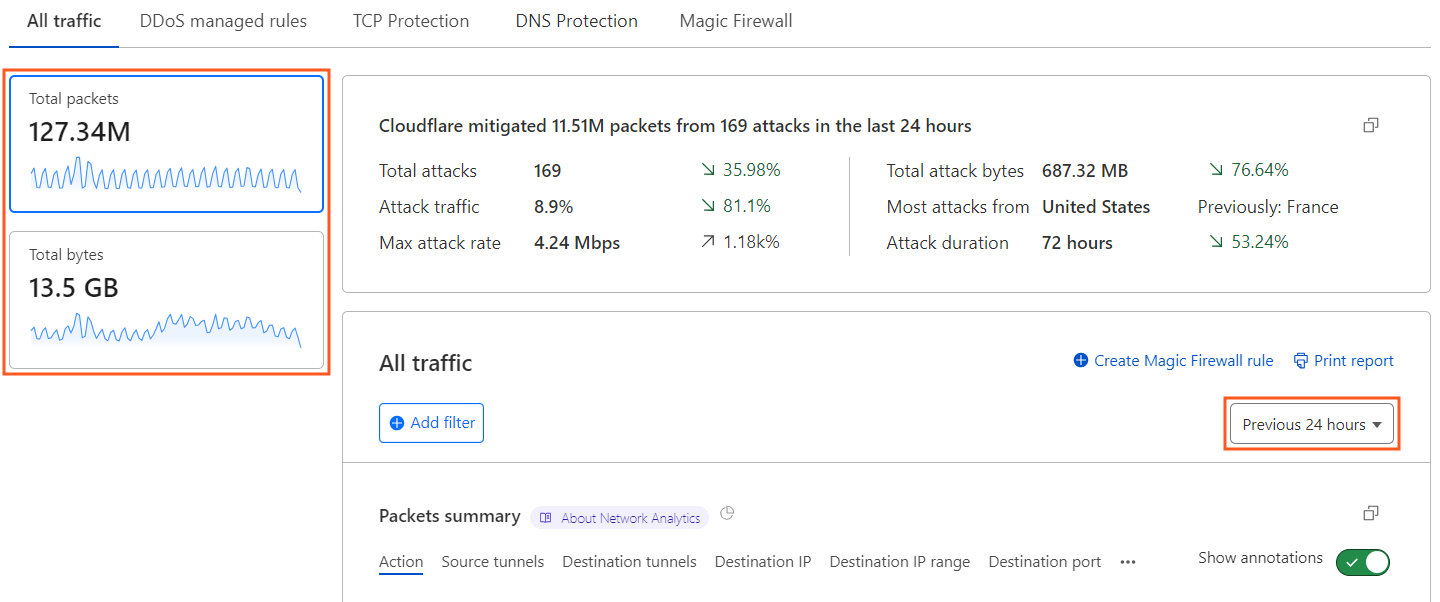 All traffic DDoS managed rules TCP Protection DNS Protection Magic Firewall
Total packets
127.34M
Total bytes
13.5 GB
Cloudflare mitigated 11.51M packets from 169 attacks in the last 24 hours
Total attacks 169 35.98% Total attack bytes 687.32 MB 76.64%
Attack traffic 8.9% 81.1% Most attacks from United States Previously: France
Max attack rate 4.24 Mbps 1.18k% Attack duration 72 hours 53.24%
All traffic Create Magic Firewall rule Print report
Add filter Previous 24 hours
Packets summary About Network Analytics
Action Source tunnels Destination tunnels Destination IP Destination IP range Destination port ••• Show annotations